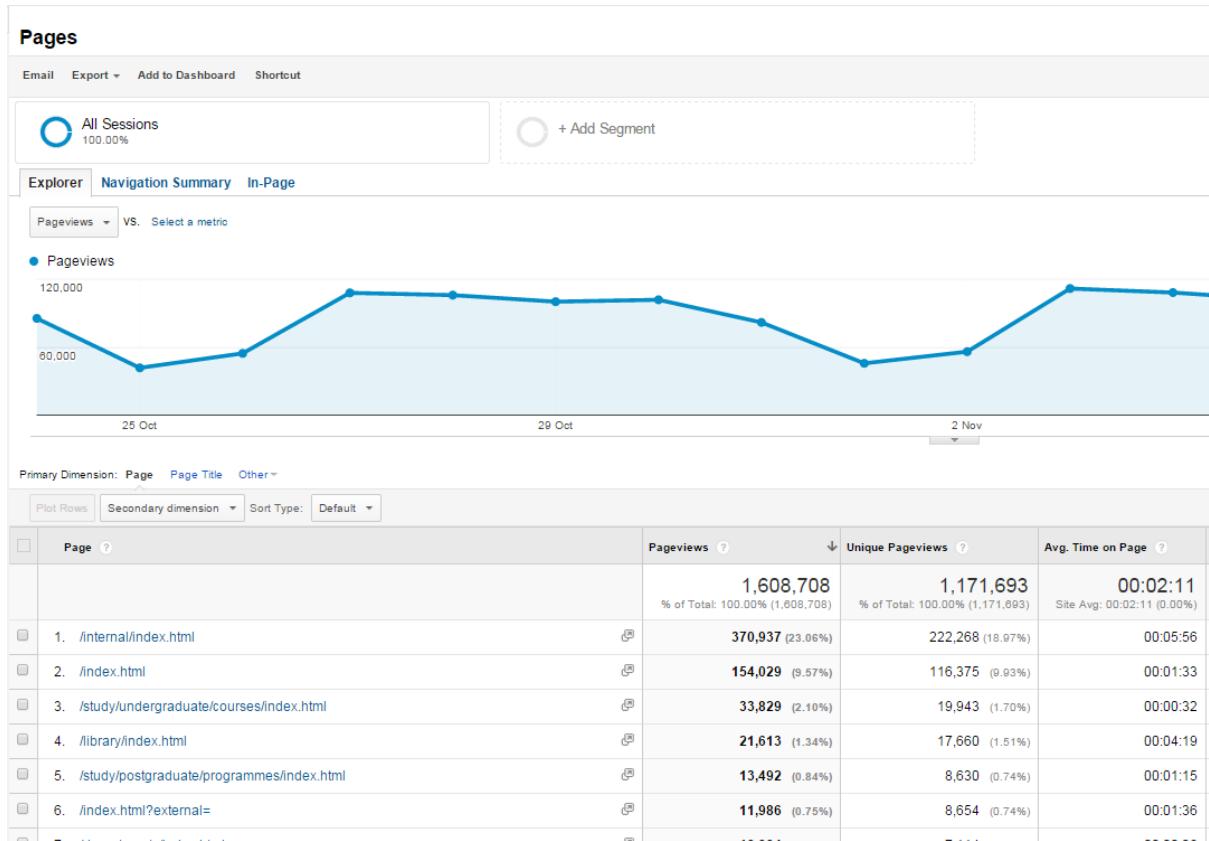 Pages
Email Export Add to Dashboard Shortcut
All Sessions
100.00%
+ Add Segment
Explorer Navigation Summary In-Page
Pageviews VS. Select a metric
Pageviews
120,000
60,000
25 Oct 29 Oct 2 Nov
Primary Dimension: Page Page Title Other
Plot Rows Secondary dimension Sort Type: Default
Page ? Pageviews ? Unique Pageviews ? Avg. Time on Page ?
1,608,708 1,171,693 00:02:11
% of Total: 100.00% (1,608,708) % of Total: 100.00% (1,171,693) Site Avg: 00:02:11 (0.00%)
1. /internal/index.html 370,937 (23.06%) 222,268 (18.97%) 00:05:56
2. /index.html 154,029 (9.57%) 116,375 (9.93%) 00:01:33
3. /study/undergraduate/courses/index.html 33,829 (2.10%) 19,943 (1.70%) 00:00:32
4. /library/index.html 21,613 (1.34%) 17,660 (1.51%) 00:04:19
5. /study/postgraduate/programmes/index.html 13,492 (0.84%) 8,630 (0.74%) 00:01:15
6. /index.html?external= 11,986 (0.75%) 8,654 (0.74%) 00:01:36